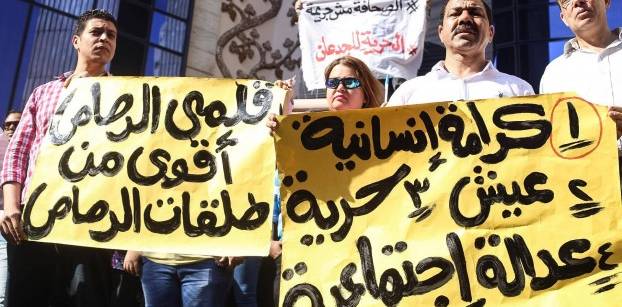 الصحافة مش جريمة
الحرية للجدعان
قلمي الرصاص
أقوى من
طلقات الرصاص
١ كرامة إنسانية
٢ عيش ٣ حرية
٤ عدالة إجتماعية